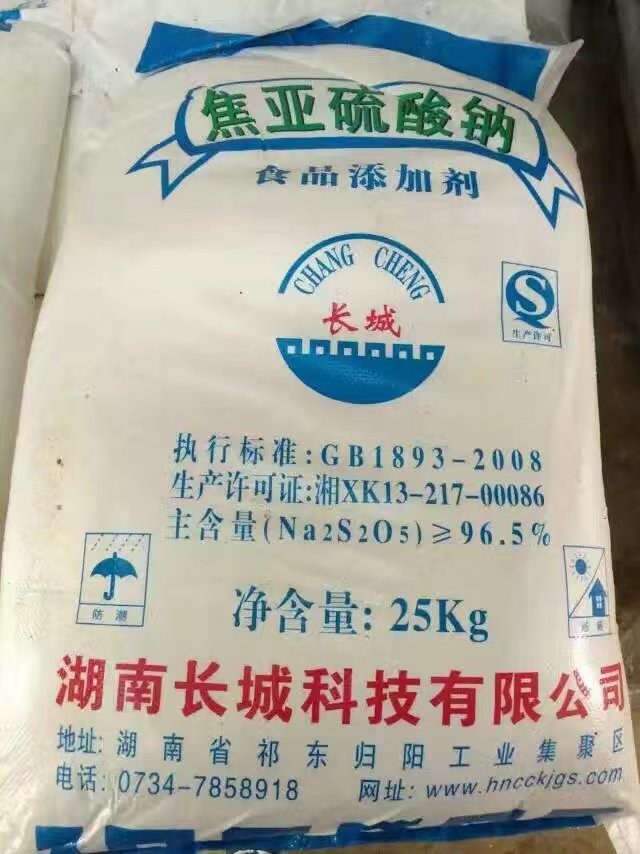 焦亚硫酸钠
食品添加剂
CHANG CHENG
长城
生产许可
执行标准:GB1893-2008
生产许可证:湘XK13-217-00086
主含量(Na2S2O5)≥96.5%
防潮
净含量: 25Kg
湖南长城科技有限公司
地址: 湖南省祁东归阳工业集聚区
电话: 0734-7858918 网址: www.hncckjgs.com